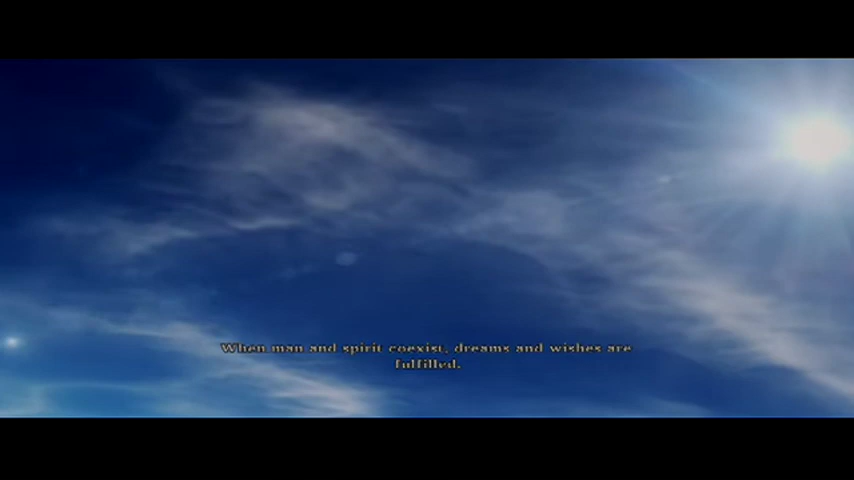 When man and spirit coexist, dreams and wishes are
fulfilled.